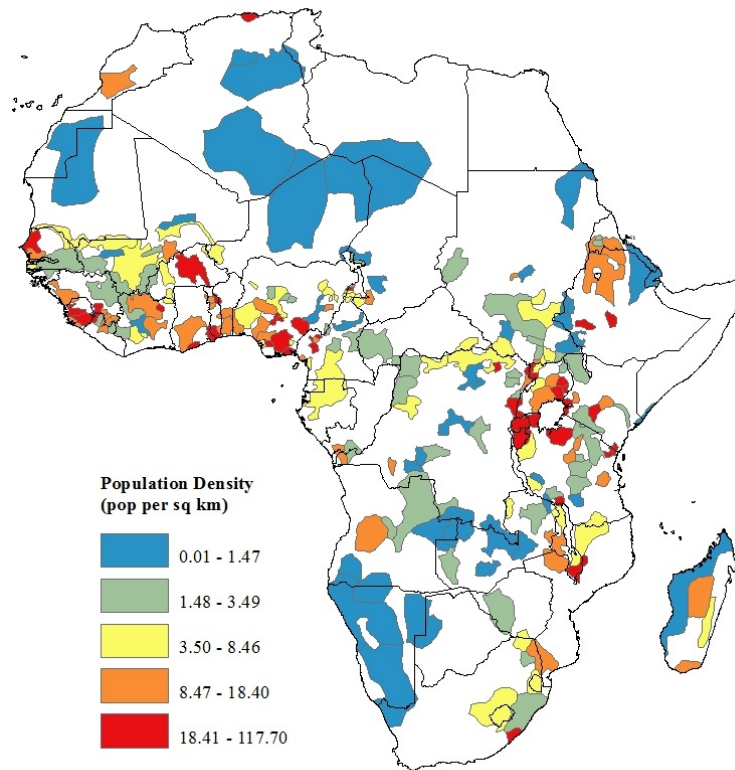 Population Density
(pop per sq km)
0.01 - 1.47
1.48 - 3.49
3.50 - 8.46
8.47 - 18.40
18.41 - 117.70